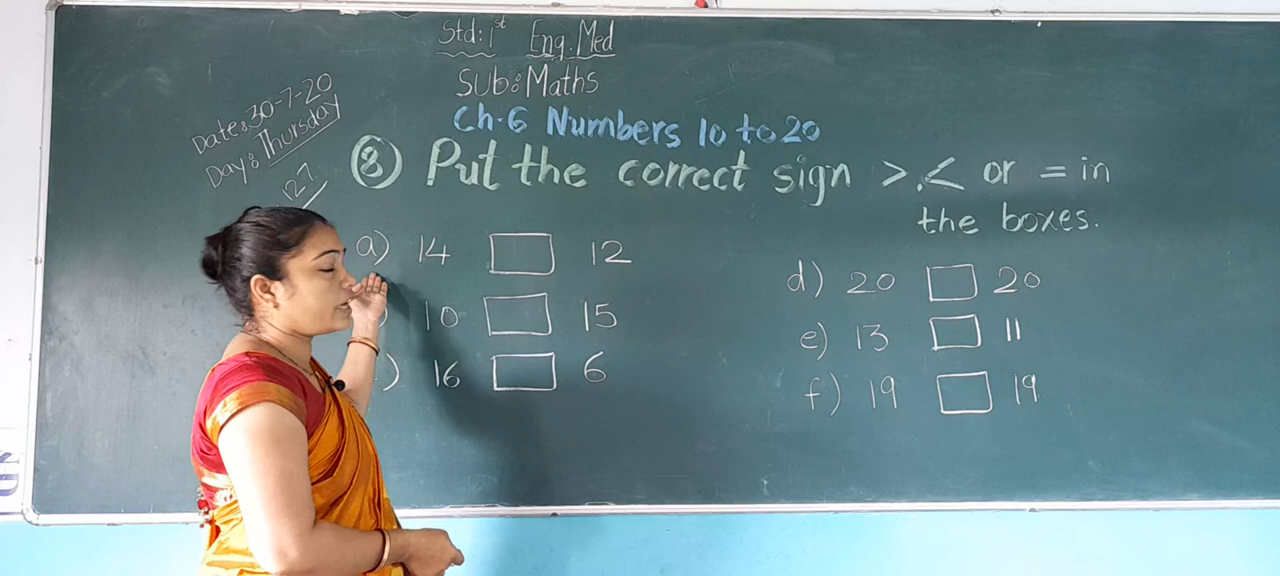 Std: 1st Eng. Med
Sub: Maths
Date: 30-7-20
Day: Thursday
Ch-6 Numbers 10 to 20
127
8) Put the correct sign >, < or = in
the boxes.
a) 14 12
) 10 15
) 16 6
d) 20 20
e) 13 11
f) 19 19